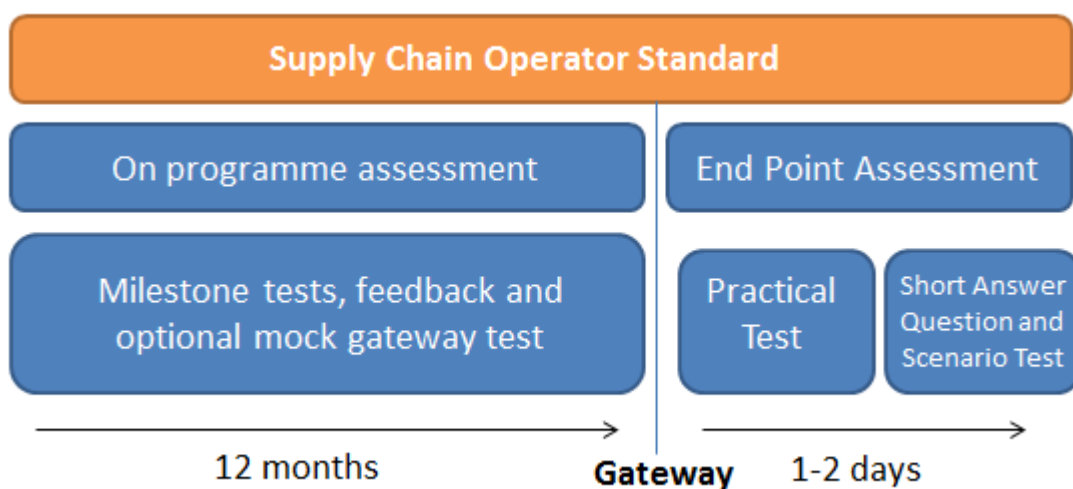 Supply Chain Operator Standard
On programme assessment
End Point Assessment
Milestone tests, feedback and
optional mock gateway test
Practical
Test
Short Answer
Question and
Scenario Test
12 months
Gateway
1-2 days